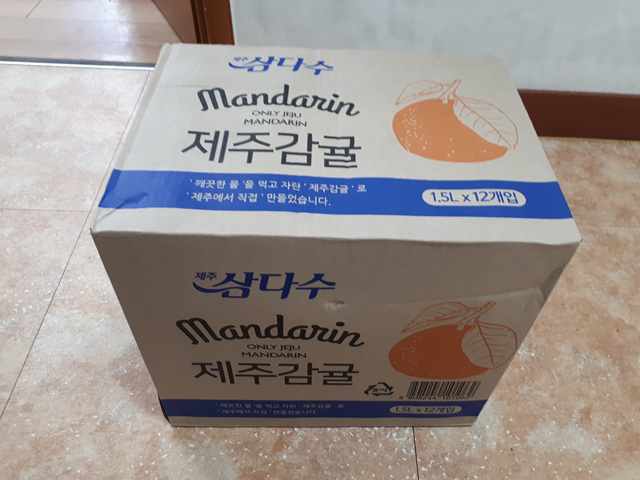 제주 삼다수
Mandarin
ONLY JEJU
MANDARIN
제주감귤
' 깨끗한 물 '을 먹고 자란 ' 제주감귤 ' 로
' 제주에서 직접 ' 만들었습니다.
1.5L x 12개입
제주 삼다수
Mandarin
ONLY JEJU
MANDARIN
제주감귤
' 깨끗한 물 '을 먹고 자란 ' 제주감귤 ' 로
' 제주에서 직접 ' 만들었습니다.
종이
1.5L x 12개입